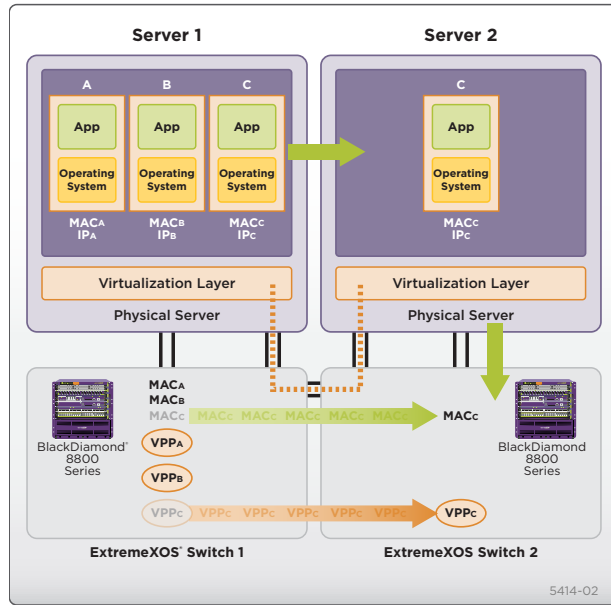 Server 1
Server 2
A
B
C
C
App
App
App
App
Operating
System
Operating
System
Operating
System
Operating
System
MACA
IPA
MACB
IPB
MACC
IPC
MACC
IPC
Virtualization Layer
Virtualization Layer
Physical Server
Physical Server
BlackDiamond®
8800
Series
MACA
MACB
MACC MACC MACC MACC MACC MACC MACC
VPPA
VPPB
VPPC VPPC VPPC VPPC VPPC VPPC VPPC
BlackDiamond
8800
Series
ExtremeXOS® Switch 1
ExtremeXOS Switch 2
5414-02